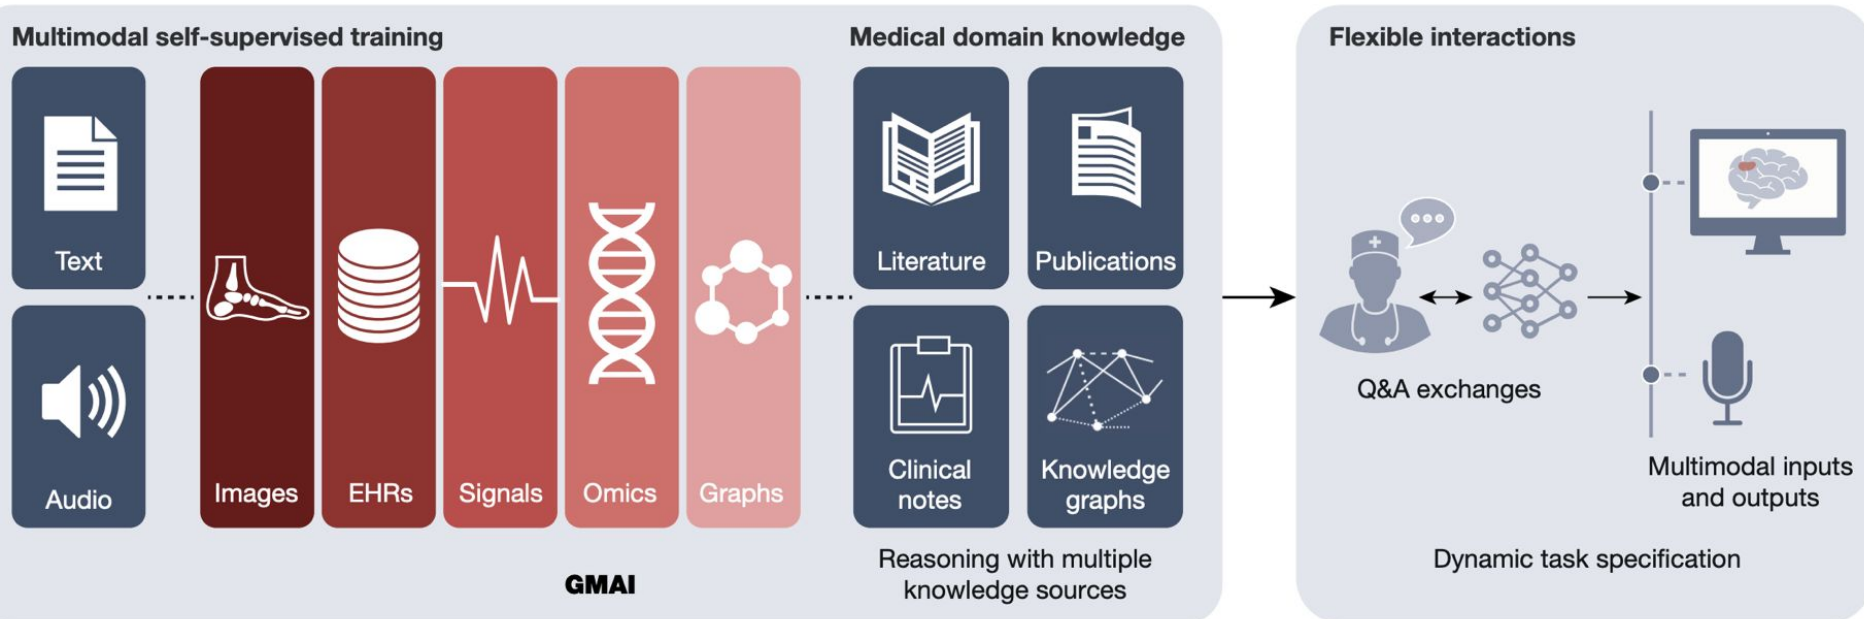 Multimodal self-supervised training
Text
Audio
Images
EHRs
Signals
Omics
Graphs
GMAI
Medical domain knowledge
Literature
Publications
Clinical
notes
Knowledge
graphs
Reasoning with multiple
knowledge sources
Flexible interactions
Q&A exchanges
Multimodal inputs
and outputs
Dynamic task specification